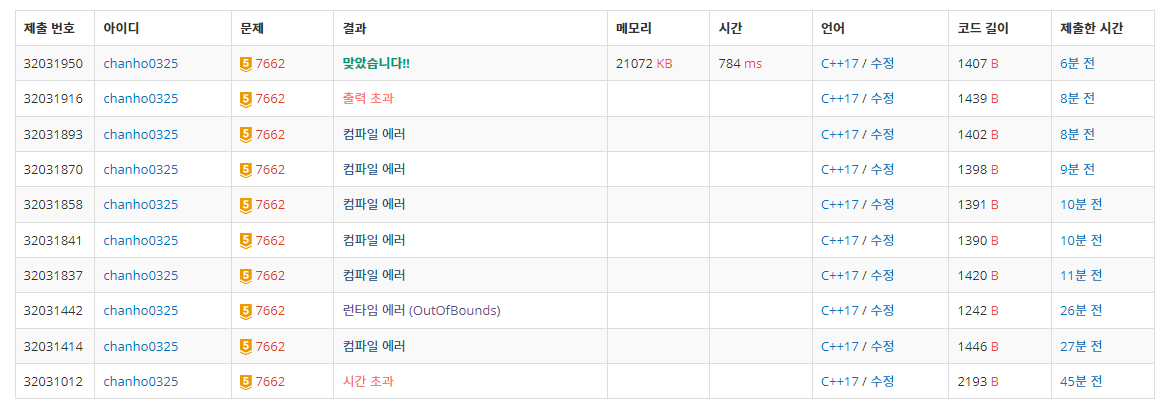 제출 번호 아이디 문제 결과 메모리 시간 언어 코드 길이 제출한 시간
32031950 chanho0325 5 7662 맞았습니다!! 21072 KB 784 ms C++17 / 수정 1407 B 6분 전
32031916 chanho0325 5 7662 출력 초과 C++17 / 수정 1439 B 8분 전
32031893 chanho0325 5 7662 컴파일 에러 C++17 / 수정 1402 B 8분 전
32031870 chanho0325 5 7662 컴파일 에러 C++17 / 수정 1398 B 9분 전
32031858 chanho0325 5 7662 컴파일 에러 C++17 / 수정 1391 B 10분 전
32031841 chanho0325 5 7662 컴파일 에러 C++17 / 수정 1390 B 10분 전
32031837 chanho0325 5 7662 컴파일 에러 C++17 / 수정 1420 B 11분 전
32031442 chanho0325 5 7662 런타임 에러 (OutOfBounds) C++17 / 수정 1242 B 26분 전
32031414 chanho0325 5 7662 컴파일 에러 C++17 / 수정 1446 B 27분 전
32031012 chanho0325 5 7662 시간 초과 C++17 / 수정 2193 B 45분 전